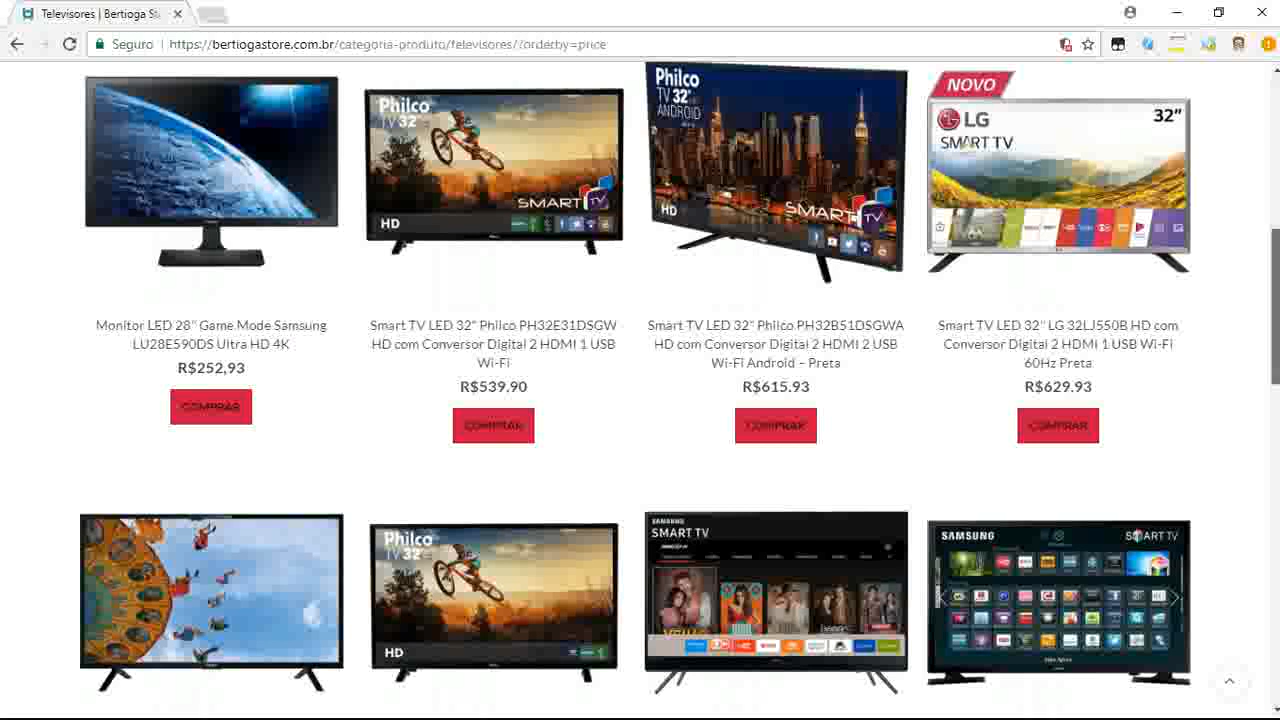 Televisores | Bertioga St
Seguro
https://bertiogastore.com.br/categoria-produto/televisores/?orderby=price
Philco
TV 32"
SMART TV
HD
Philco
TV 32"
ANDROID
SMART TV
HD
NOVO
LG
32"
SMART TV
Monitor LED 28" Game Mode Samsung
LU28E590DS Ultra HD 4K
R$252,93
COMPRAR
Smart TV LED 32" Philco PH32E31DSGW
HD com Conversor Digital 2 HDMI 1 USB
Wi-Fi
R$539,90
COMPRAR
Smart TV LED 32" Philco PH32B51DSGWA
HD com Conversor Digital 2 HDMI 2 USB
Wi-Fi Android – Preta
R$615,93
COMPRAR
Smart TV LED 32" LG 32LJ550B HD com
Conversor Digital 2 HDMI 1 USB Wi-Fi
60Hz Preta
R$629,93
COMPRAR
Philco
TV 32"
HD
SAMSUNG
SMART TV
SAMSUNG
SMART TV